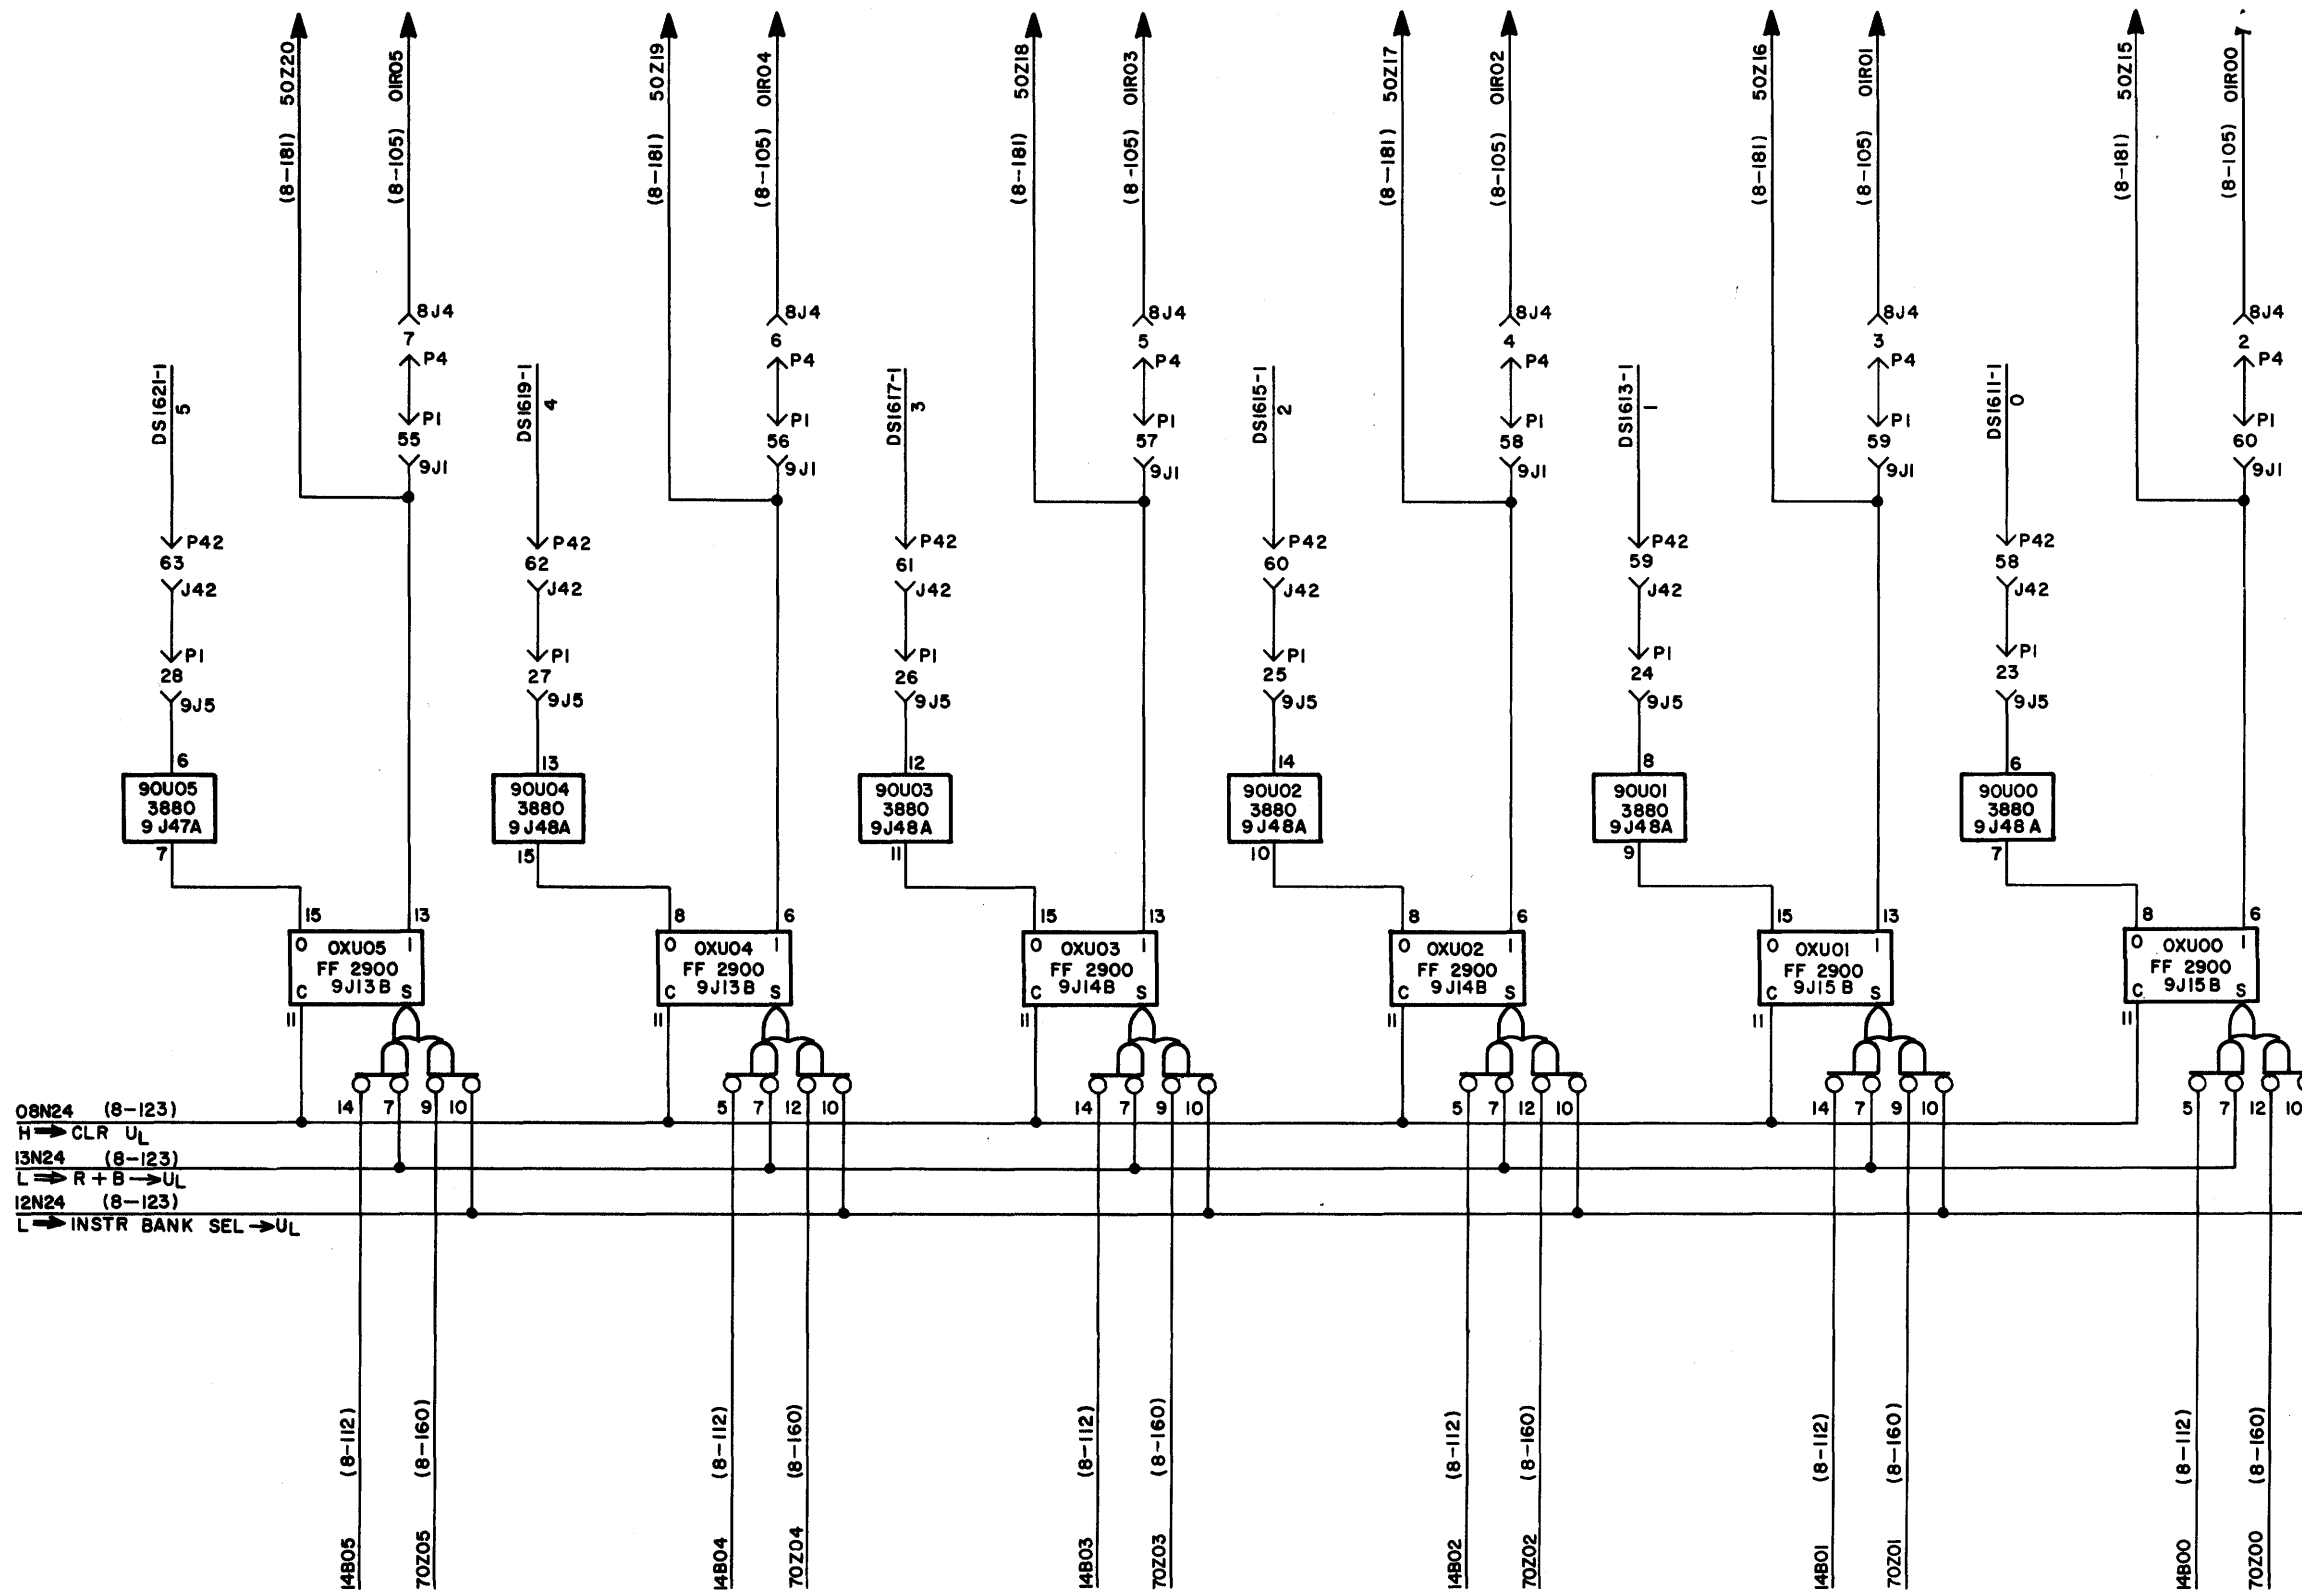 50Z20 (8-181)
01R05 (8-105)
50Z19 (8-181)
01R04 (8-105)
50Z18 (8-181)
01R03 (8-105)
50Z17 (8-181)
01R02 (8-105)
50Z16 (8-181)
01R01 (8-105)
50Z15 (8-181)
01R00 (8-105)
8J4 8J4 8J4 8J4 8J4 8J4
7 6 5 4 3 2
P4 P4 P4 P4 P4 P4
DS1621-1 5
DS1619-1 4
DS1617-1 3
DS1615-1 2
DS1613-1 1
DS1611-1 0
P1 P1 P1 P1 P1 P1
55 56 57 58 59 60
9J1 9J1 9J1 9J1 9J1 9J1
P42 P42 P42 P42 P42 P42
63 62 61 60 59 58
J42 J42 J42 J42 J42 J42
P1 P1 P1 P1 P1 P1
28 27 26 25 24 23
9J5 9J5 9J5 9J5 9J5 9J5
6 13 12 14 8 6
90U05 90U04 90U03 90U02 90U01 90U00
3880 3880 3880 3880 3880 3880
9J47A 9J48A 9J48A 9J48A 9J48A 9J48A
7 15 11 10 9 7
15 13 8 6 15 13 8 6 15 13 8 6
0 0XU05 1 0 0XU04 1 0 0XU03 1 0 0XU02 1 0 0XU01 1 0 0XU00 1
FF 2900 FF 2900 FF 2900 FF 2900 FF 2900 FF 2900
9J13B 9J13B 9J14B 9J14B 9J15B 9J15B
C S C S C S C S C S C S
11 11 11 11 11 11
14 7 9 10 5 7 12 10 14 7 9 10 5 7 12 10 14 7 9 10 5 7 12 10
08N24 (8-123)
H ⇒ CLR UL
13N24 (8-123)
L ⇒ R + B → UL
12N24 (8-123)
L ⇒ INSTR BANK SEL → UL
14B05 (8-112)
70Z05 (8-160)
14B04 (8-112)
70Z04 (8-160)
14B03 (8-112)
70Z03 (8-160)
14B02 (8-112)
70Z02 (8-160)
14B01 (8-112)
70Z01 (8-160)
14B00 (8-112)
70Z00 (8-160)